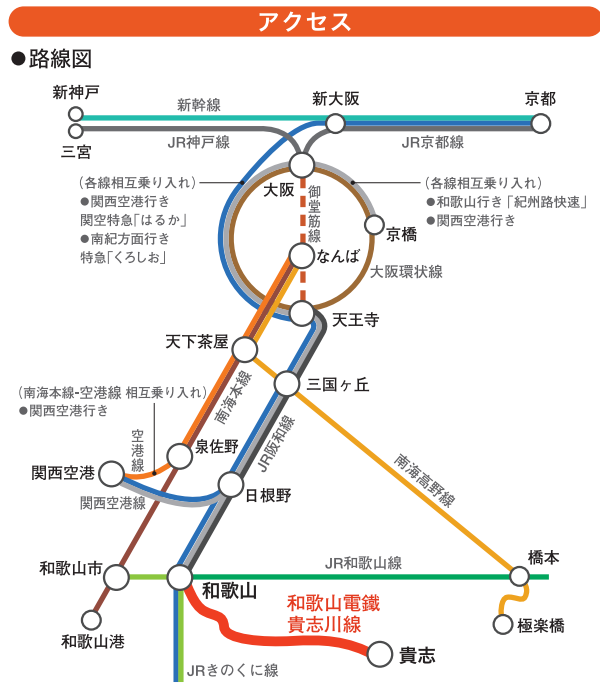 アクセス
●路線図
新神戸
新幹線
新大阪
京都
三宮
JR神戸線
JR京都線
(各線相互乗り入れ)
●関西空港行き
関空特急「はるか」
●南紀方面行き
特急「くろしお」
大阪
御堂筋線
(各線相互乗り入れ)
●和歌山行き「紀州路快速」
●関西空港行き
京橋
なんば
大阪環状線
天王寺
天下茶屋
三国ヶ丘
(南海本線-空港線 相互乗り入れ)
●関西空港行き
南海本線
JR阪和線
空港線
泉佐野
関西空港
関西空港線
日根野
南海高野線
和歌山市
和歌山
JR和歌山線
橋本
和歌山港
和歌山電鐵
貴志川線
極楽橋
貴志
JRきのくに線